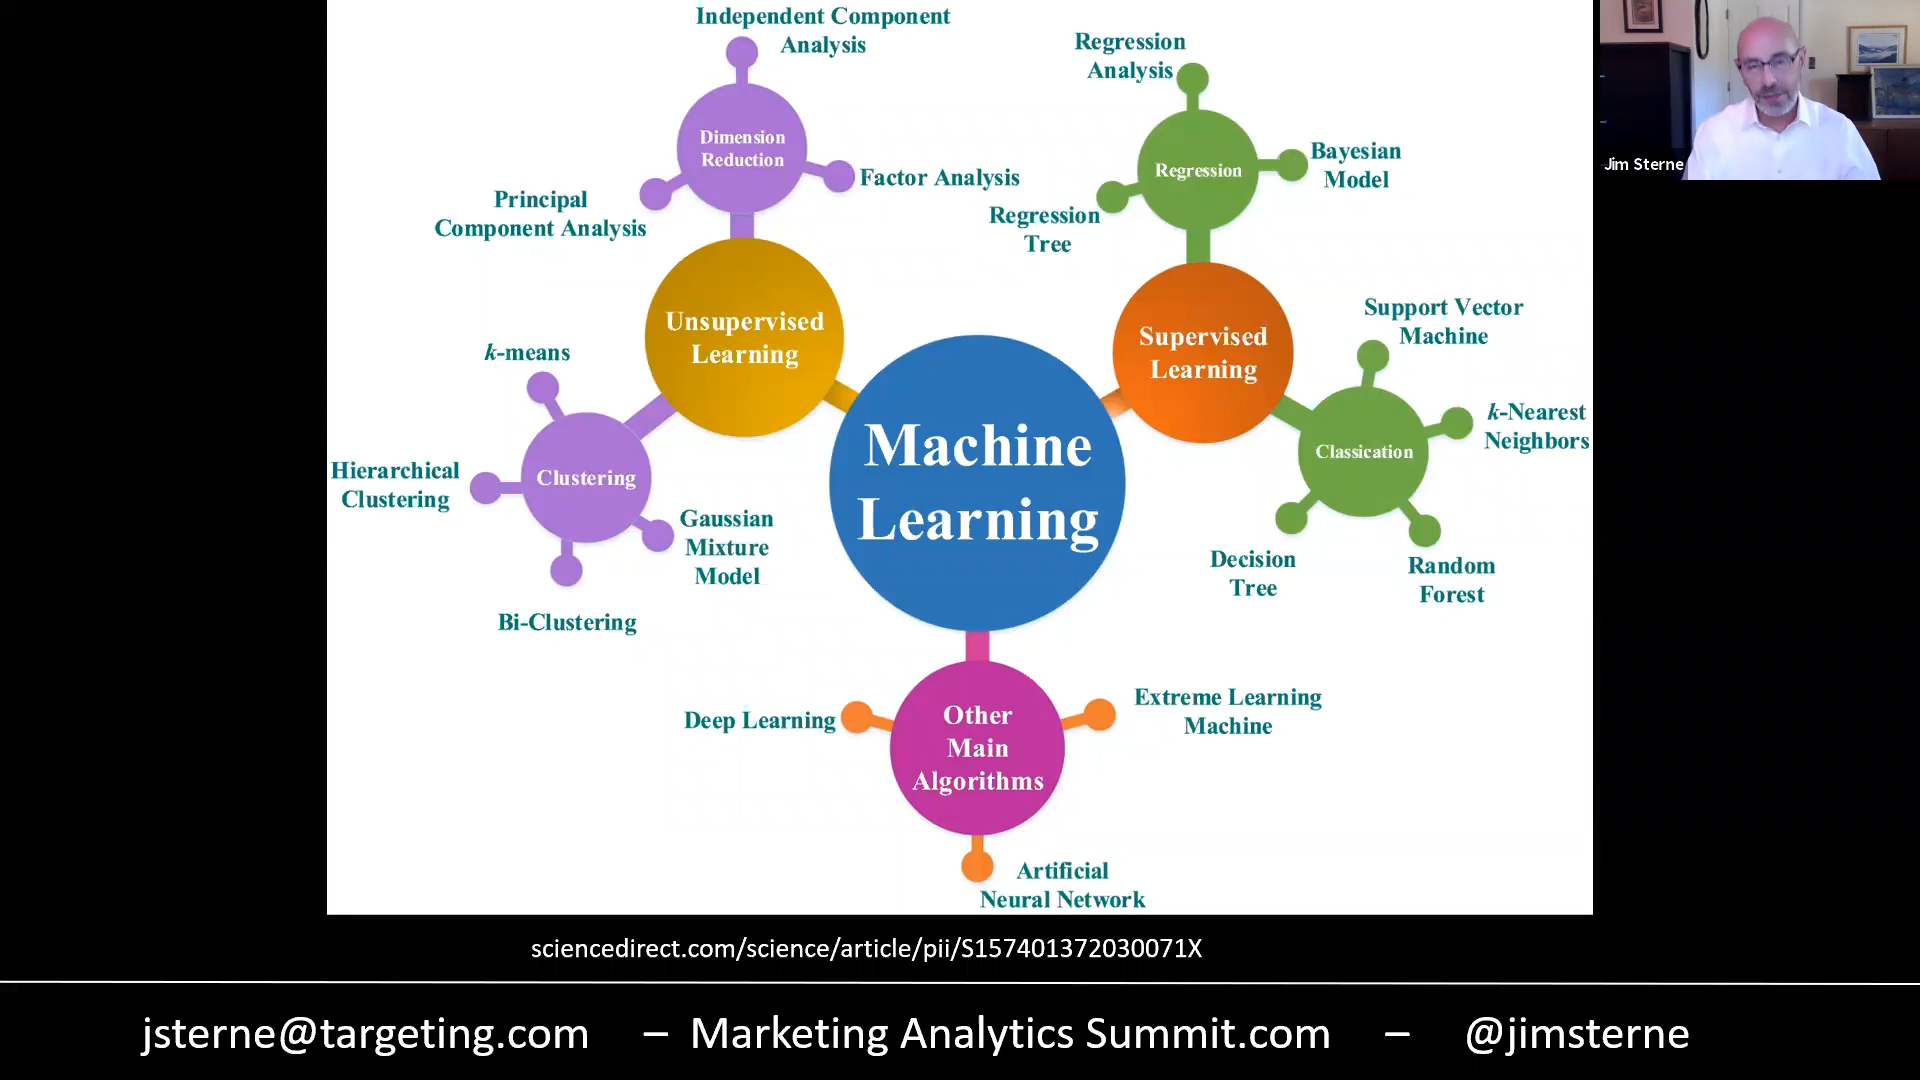 Independent Component
Analysis
Dimension
Reduction
Principal
Component Analysis
Factor Analysis
Regression
Analysis
Regression
Bayesian
Model
Regression
Tree
Unsupervised
Learning
Supervised
Learning
k-means
Hierarchical
Clustering
Clustering
Gaussian
Mixture
Model
Bi-Clustering
Machine
Learning
Support Vector
Machine
k-Nearest
Neighbors
Classication
Decision
Tree
Random
Forest
Deep Learning
Other
Main
Algorithms
Extreme Learning
Machine
Artificial
Neural Network
Jim Sterne
sciencedirect.com/science/article/pii/S157401372030071X
jsterne@targeting.com – Marketing Analytics Summit.com – @jimsterne